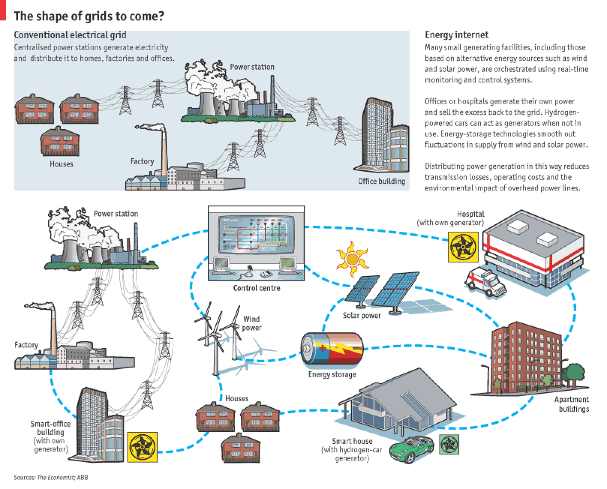 The shape of grids to come?
Conventional electrical grid
Centralised power stations generate electricity
and distribute it to homes, factories and offices.
Power station
Houses
Factory
Office building
Energy internet
Many small generating facilities, including those
based on alternative energy sources such as wind
and solar power, are orchestrated using real-time
monitoring and control systems.
Offices or hospitals generate their own power
and sell the excess back to the grid. Hydrogen-
powered cars can act as generators when not in
use. Energy-storage technologies smooth out
fluctuations in supply from wind and solar power.
Distributing power generation in this way reduces
transmission losses, operating costs and the
environmental impact of overhead power lines.
Power station
Control centre
Hospital
(with own generator)
Solar power
Wind
power
Factory
Energy storage
Houses
Apartment
buildings
Smart-office
building
(with own
generator)
Smart house
(with hydrogen-car
generator)
Sources: The Economist; ABB